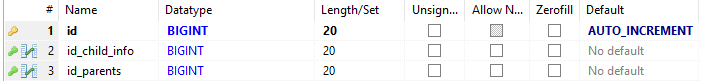 # Name Datatype Length/Set Unsign... Allow N... Zerofill Default
1 id BIGINT 20 AUTO_INCREMENT
2 id_child_info BIGINT 20 No default
3 id_parents BIGINT 20 No default